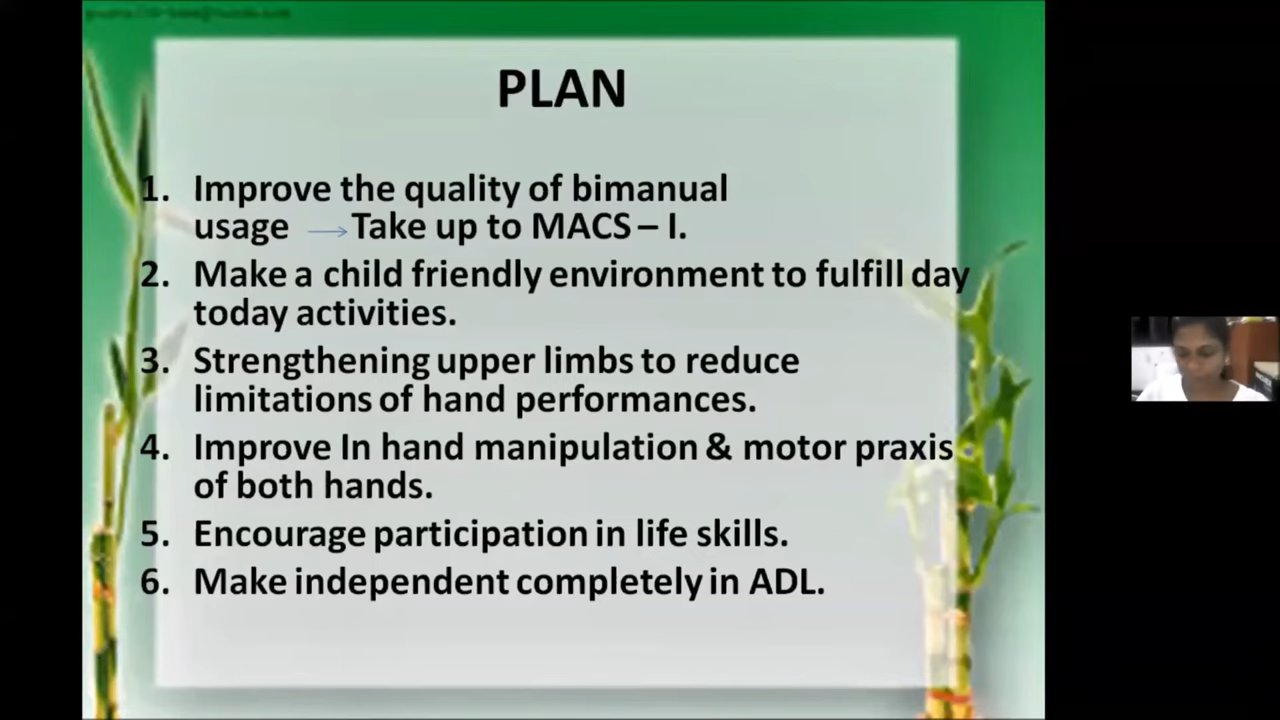 PLAN
1. Improve the quality of bimanual
usage → Take up to MACS – I.
2. Make a child friendly environment to fulfill day
today activities.
3. Strengthening upper limbs to reduce
limitations of hand performances.
4. Improve In hand manipulation & motor praxis
of both hands.
5. Encourage participation in life skills.
6. Make independent completely in ADL.